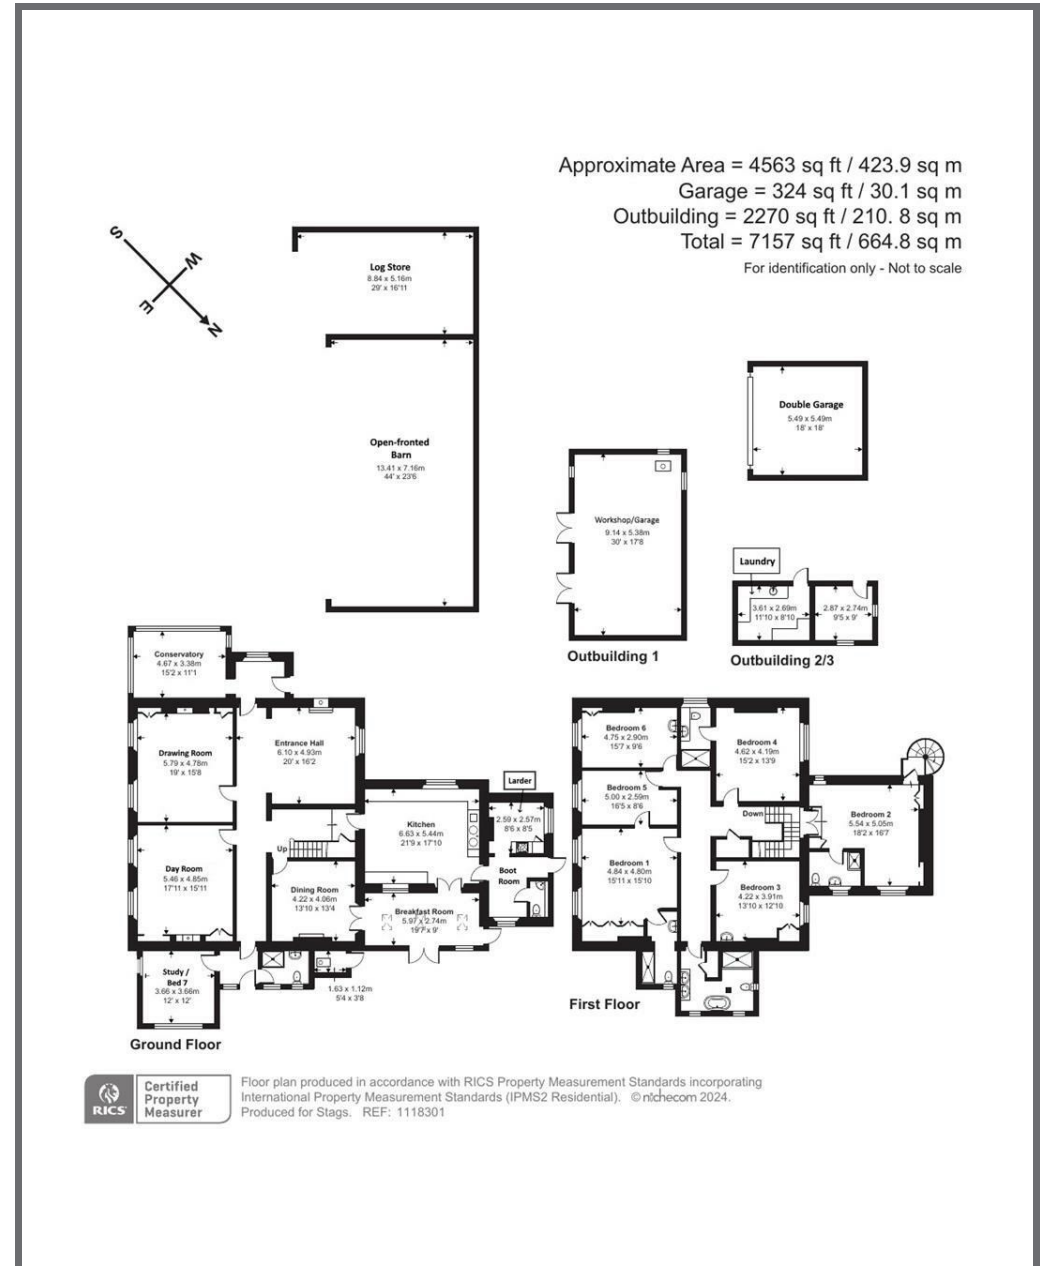 Approximate Area = 4563 sq ft / 423.9 sq m
Garage = 324 sq ft / 30.1 sq m
Outbuilding = 2270 sq ft / 210. 8 sq m
Total = 7157 sq ft / 664.8 sq m
For identification only - Not to scale
S
W
E
N
Log Store
8.84 x 5.16m
29' x 16'11
Open-fronted
Barn
13.41 x 7.16m
44' x 23'6
Double Garage
5.49 x 5.49m
18' x 18'
Workshop/Garage
9.14 x 5.38m
30' x 17'8
Outbuilding 1
Laundry
3.61 x 2.69m
11'10 x 8'10
2.87 x 2.74m
9'5 x 9'
Outbuilding 2/3
Conservatory
4.67 x 3.38m
15'2 x 11'1
Drawing Room
5.79 x 4.78m
19' x 15'8
Entrance Hall
6.10 x 4.93m
20' x 16'2
Kitchen
6.63 x 5.44m
21'9 x 17'10
Larder
2.59 x 2.57m
8'6 x 8'5
Up
Day Room
5.46 x 4.85m
17'11 x 15'11
Dining Room
4.22 x 4.06m
13'10 x 13'4
Boot
Room
Breakfast Room
5.97 x 2.74m
19'7 x 9'
Study /
Bed 7
3.66 x 3.66m
12' x 12'
1.63 x 1.12m
5'4 x 3'8
Ground Floor
Bedroom 6
4.75 x 2.90m
15'7 x 9'6
Bedroom 4
4.62 x 4.19m
15'2 x 13'9
Bedroom 5
5.00 x 2.59m
16'5 x 8'6
Down
Bedroom 2
5.54 x 5.05m
18'2 x 16'7
Bedroom 1
4.84 x 4.80m
15'11 x 15'10
Bedroom 3
4.22 x 3.91m
13'10 x 12'10
First Floor
RICS
Certified
Property
Measurer
Floor plan produced in accordance with RICS Property Measurement Standards incorporating
International Property Measurement Standards (IPMS2 Residential). © nichecom 2024.
Produced for Stags. REF: 1118301